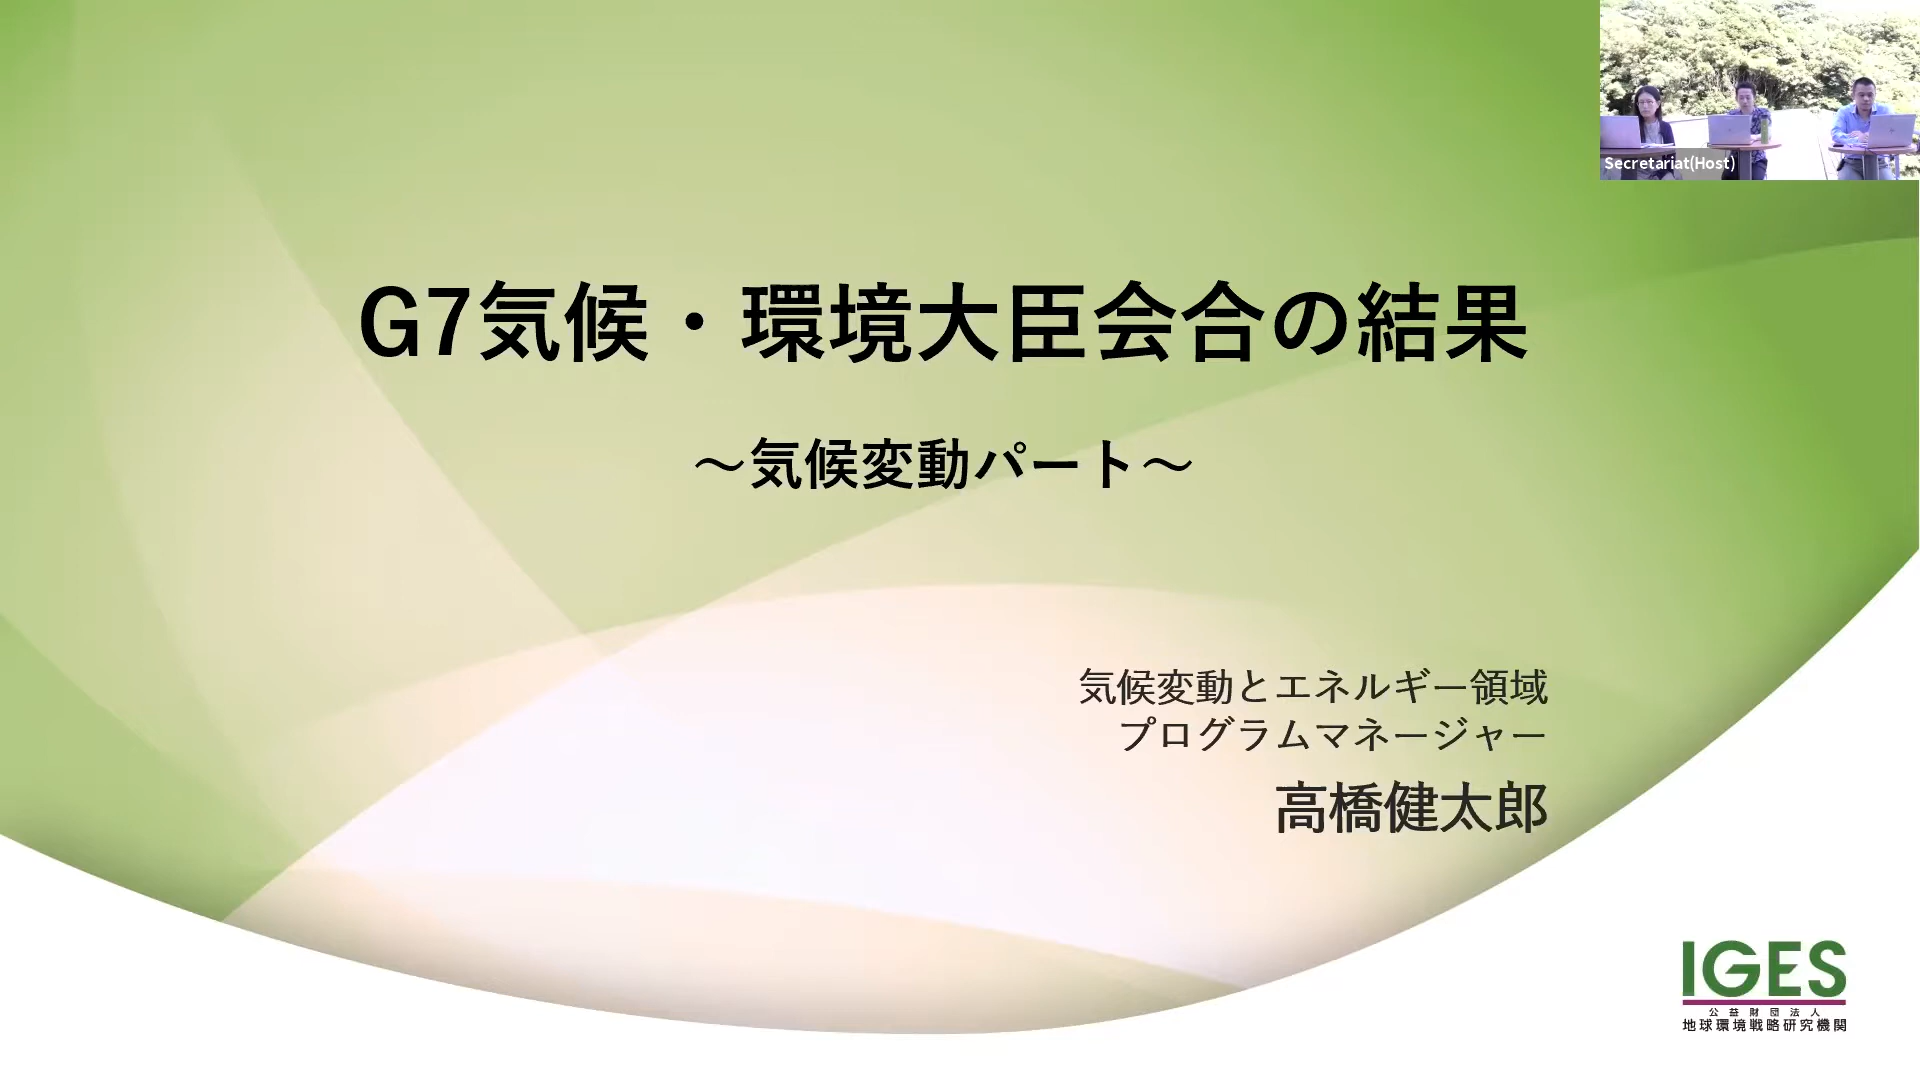 Secretariat(Host)
G7気候・環境大臣会合の結果
～気候変動パート～
気候変動とエネルギー領域
プログラムマネージャー
高橋健太郎
IGES
公益財団法人
地球環境戦略研究機関